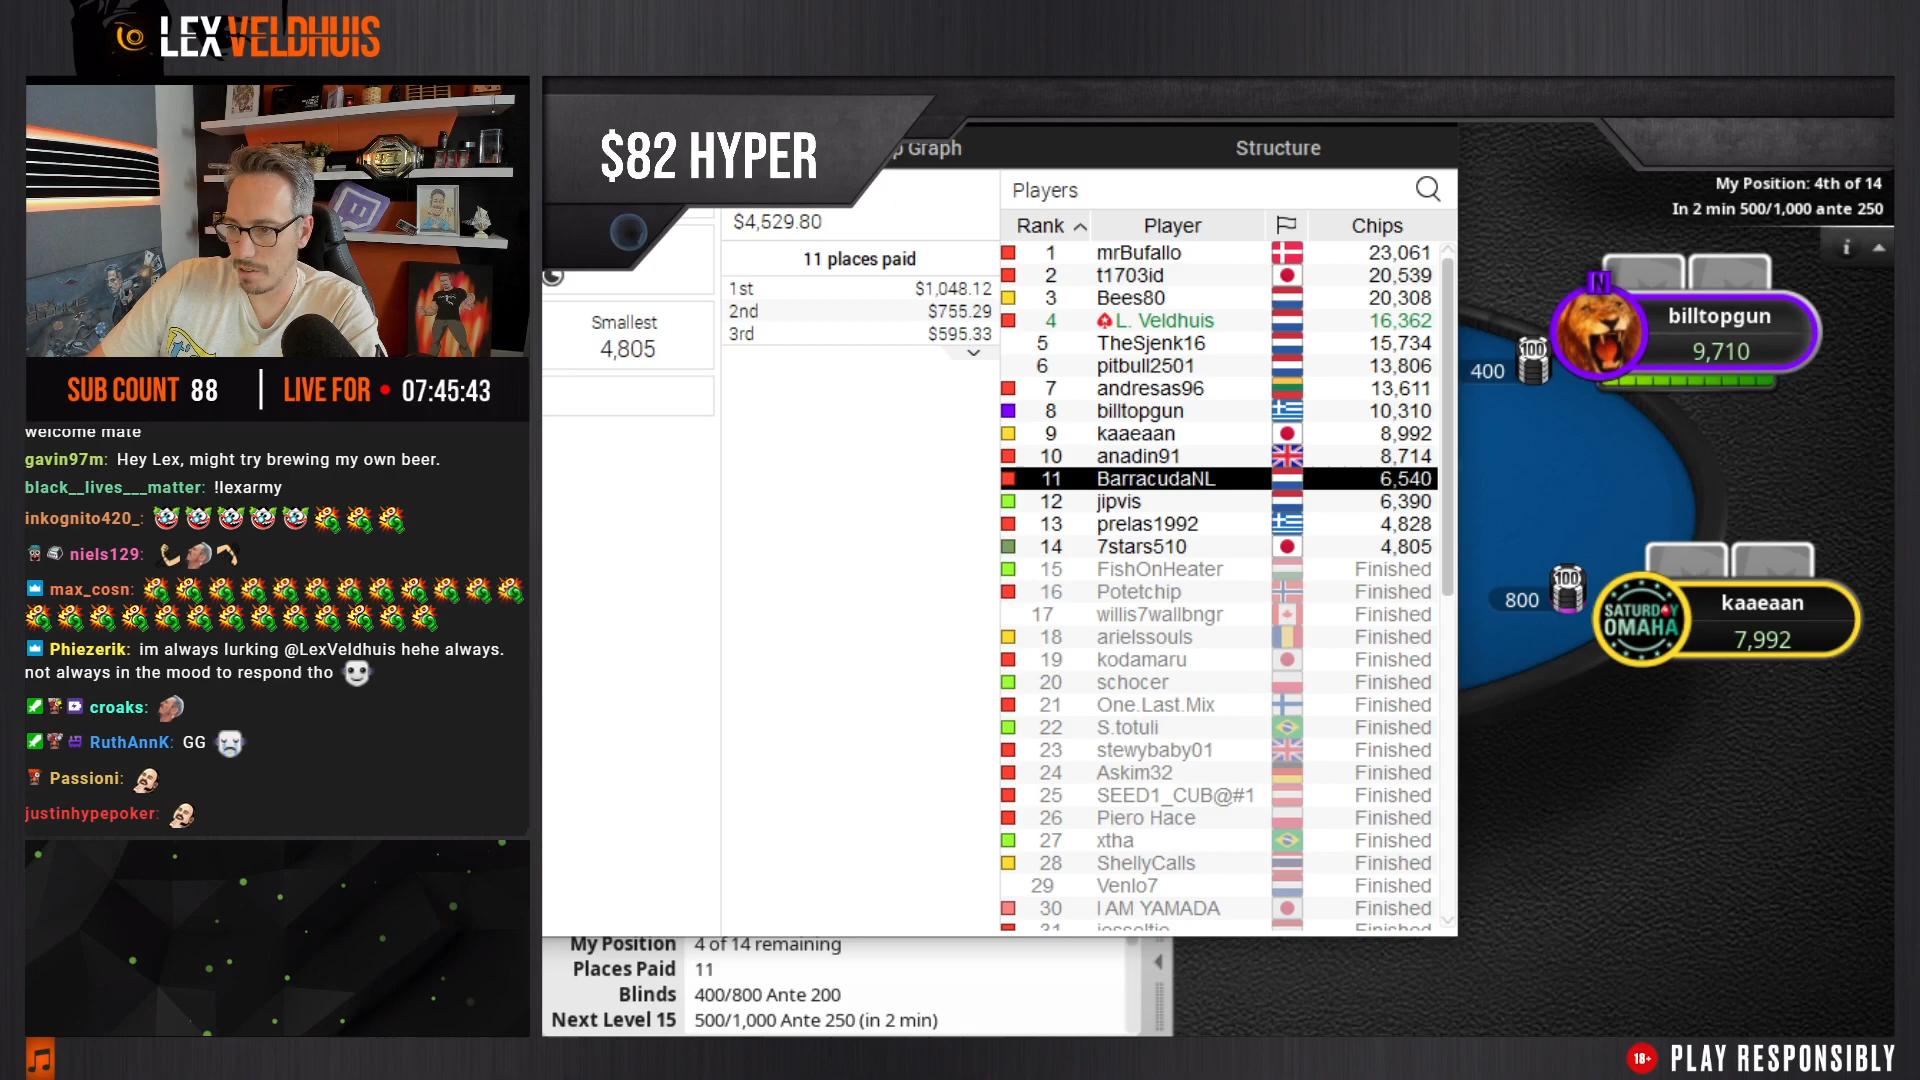 LEX VELDHUIS
SUB COUNT 88 | LIVE FOR • 07:45:43
welcome mate
gavin97m: Hey Lex, might try brewing my own beer.
black__lives___matter: !lexarmy
inkognito420_:
niels129:
max_cosn:
Phiezerik: im always lurking @LexVeldhuis hehe always.
not always in the mood to respond tho
croaks:
RuthAnnK: GG
Passioni:
justinhypepoker:
$82 HYPER
Graph
Structure
$4,529.80
11 places paid
1st $1,048.12
2nd $755.29
3rd $595.33
Smallest
4,805
Players
Rank Player Chips
1 mrBufallo 23,061
2 t1703id 20,539
3 Bees80 20,308
4 L. Veldhuis 16,362
5 TheSjenk16 15,734
6 pitbull2501 13,806
7 andresas96 13,611
8 billtopgun 10,310
9 kaaeaan 8,992
10 anadin91 8,714
11 BarracudaNL 6,540
12 jipvis 6,390
13 prelas1992 4,828
14 7stars510 4,805
15 FishOnHeater Finished
16 Potetchip Finished
17 willis7wallbngr Finished
18 arielssouls Finished
19 kodamaru Finished
20 schocer Finished
21 One.Last.Mix Finished
22 S.totuli Finished
23 stewybaby01 Finished
24 Askim32 Finished
25 SEED1_CUB@#1 Finished
26 Piero Hace Finished
27 xtha Finished
28 ShellyCalls Finished
29 Venlo7 Finished
30 I AM YAMADA Finished
My Position 4 of 14 remaining
Places Paid 11
Blinds 400/800 Ante 200
Next Level 15 500/1,000 Ante 250 (in 2 min)
My Position: 4th of 14
In 2 min 500/1,000 ante 250
i
N
billtopgun
9,710
100
400
100
800
SATURDAY
OMAHA
kaaeaan
7,992
18+ PLAY RESPONSIBLY